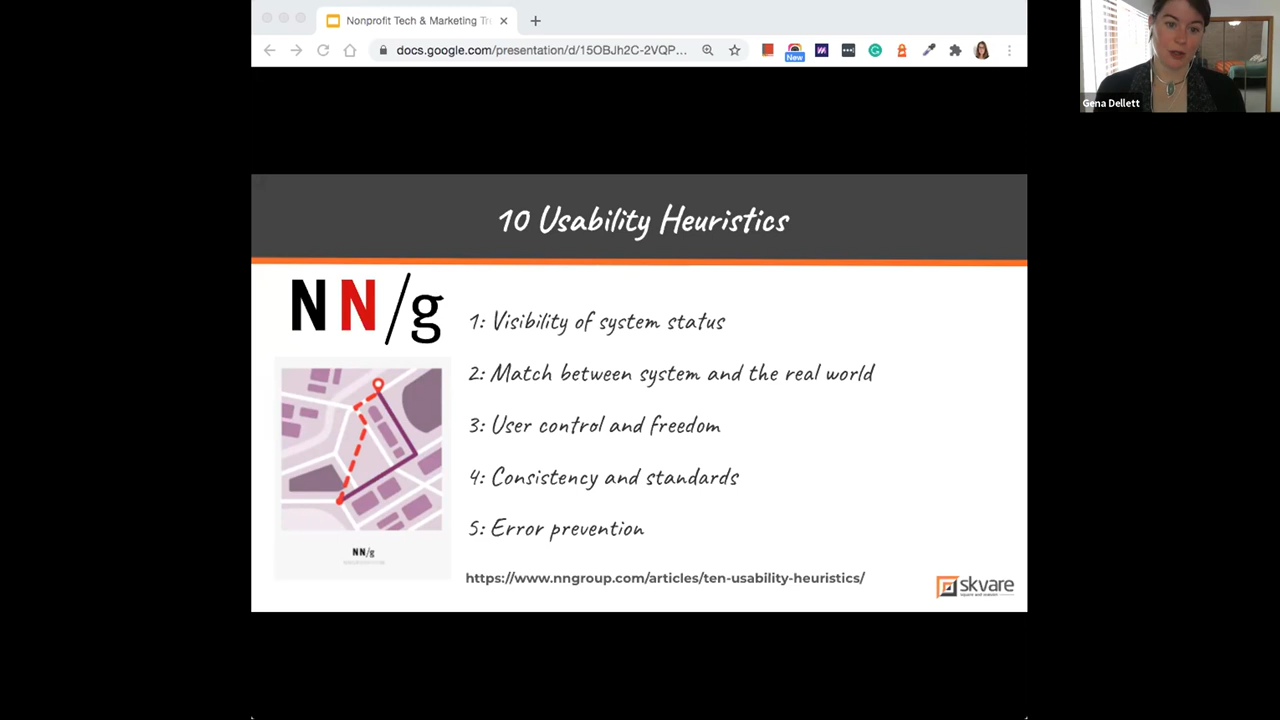 Nonprofit Tech & Marketing Tr
docs.google.com/presentation/d/15OBJh2C-2VQP...
New
Gena Dellett
10 Usability Heuristics
NN/g
1: Visibility of system status
2: Match between system and the real world
3: User control and freedom
4: Consistency and standards
5: Error prevention
NN/g
https://www.nngroup.com/articles/ten-usability-heuristics/
skvare